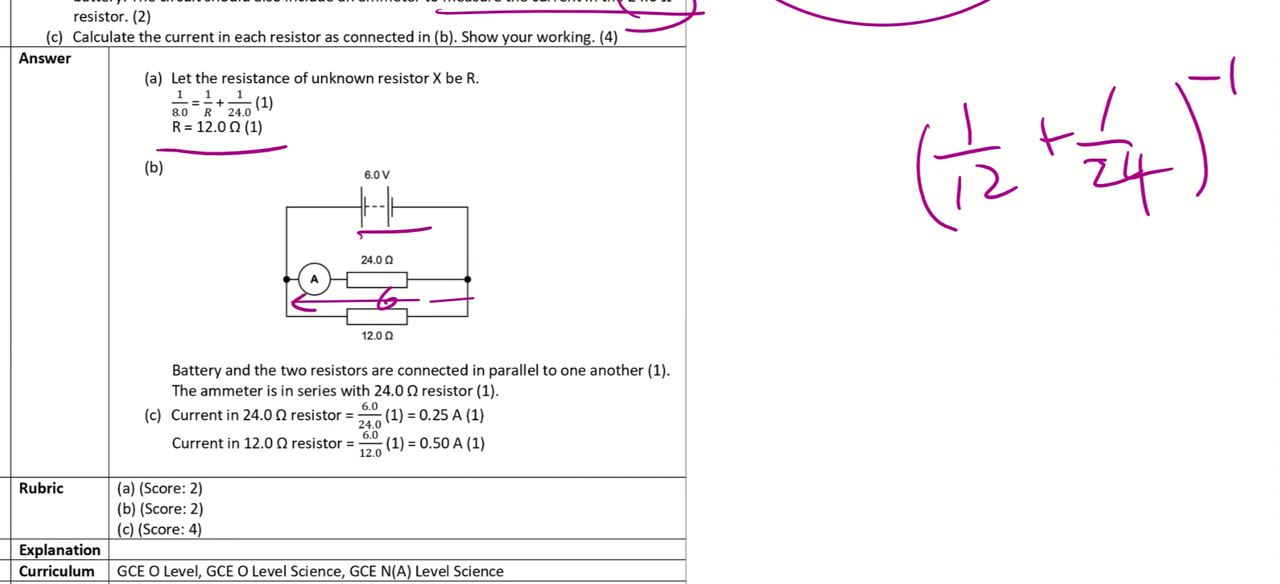 resistor. (2)
(c) Calculate the current in each resistor as connected in (b). Show your working. (4)
Answer
(a) Let the resistance of unknown resistor X be R.
1/8.0 = 1/R + 1/24.0 (1)
R = 12.0 Ω (1)
(b)
6.0 V
24.0 Ω
A
6
12.0 Ω
Battery and the two resistors are connected in parallel to one another (1).
The ammeter is in series with 24.0 Ω resistor (1).
(c) Current in 24.0 Ω resistor = 6.0/24.0 (1) = 0.25 A (1)
Current in 12.0 Ω resistor = 6.0/12.0 (1) = 0.50 A (1)
Rubric
(a) (Score: 2)
(b) (Score: 2)
(c) (Score: 4)
Explanation
Curriculum GCE O Level, GCE O Level Science, GCE N(A) Level Science
(1/12 + 1/24)^-1